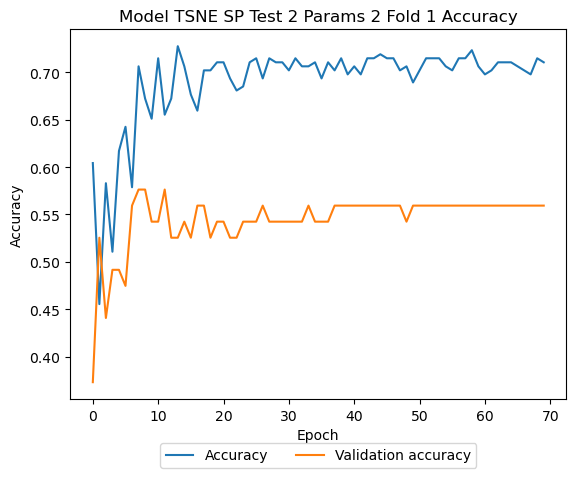 Model TSNE SP Test 2 Params 2 Fold 1 Accuracy
0.70
0.65
0.60
0.55
0.50
0.45
0.40
Accuracy
0 10 20 30 40 50 60 70
Epoch
Accuracy Validation accuracy